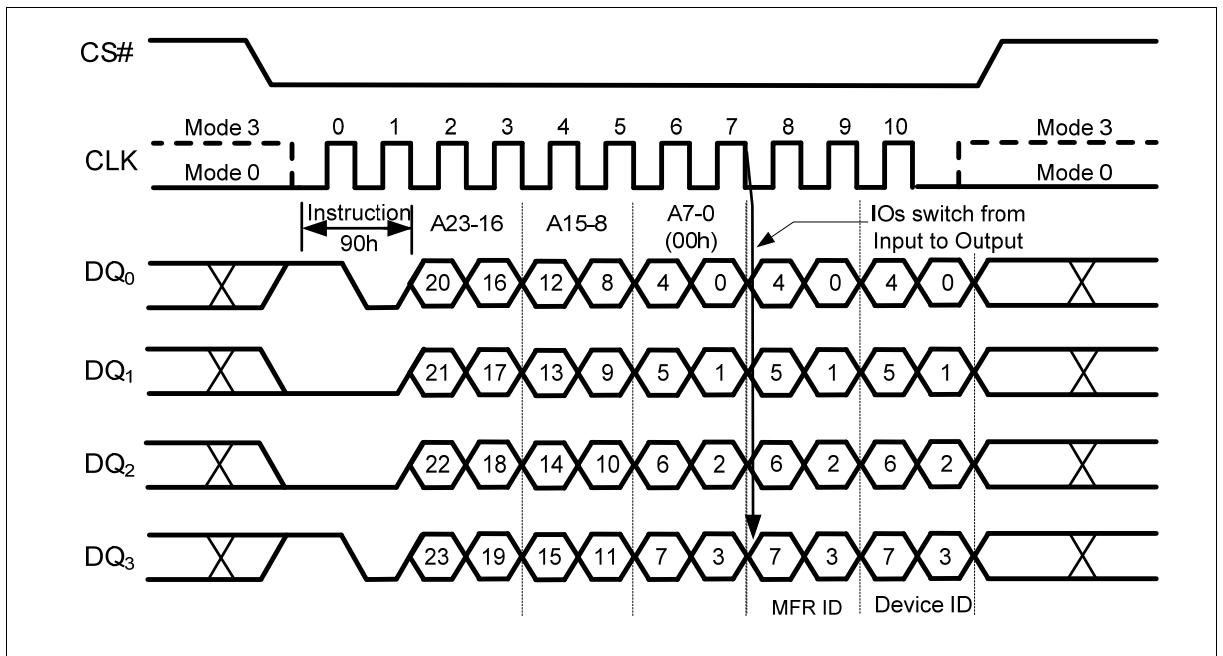 CS#
Mode 3 0 1 2 3 4 5 6 7 8 9 10 Mode 3
CLK
Mode 0 Mode 0
Instruction A23-16 A15-8 A7-0 IOs switch from
90h (00h) Input to Output
DQ0 20 16 12 8 4 0 4 0 4 0
DQ1 21 17 13 9 5 1 5 1 5 1
DQ2 22 18 14 10 6 2 6 2 6 2
DQ3 23 19 15 11 7 3 7 3 7 3
MFR ID Device ID